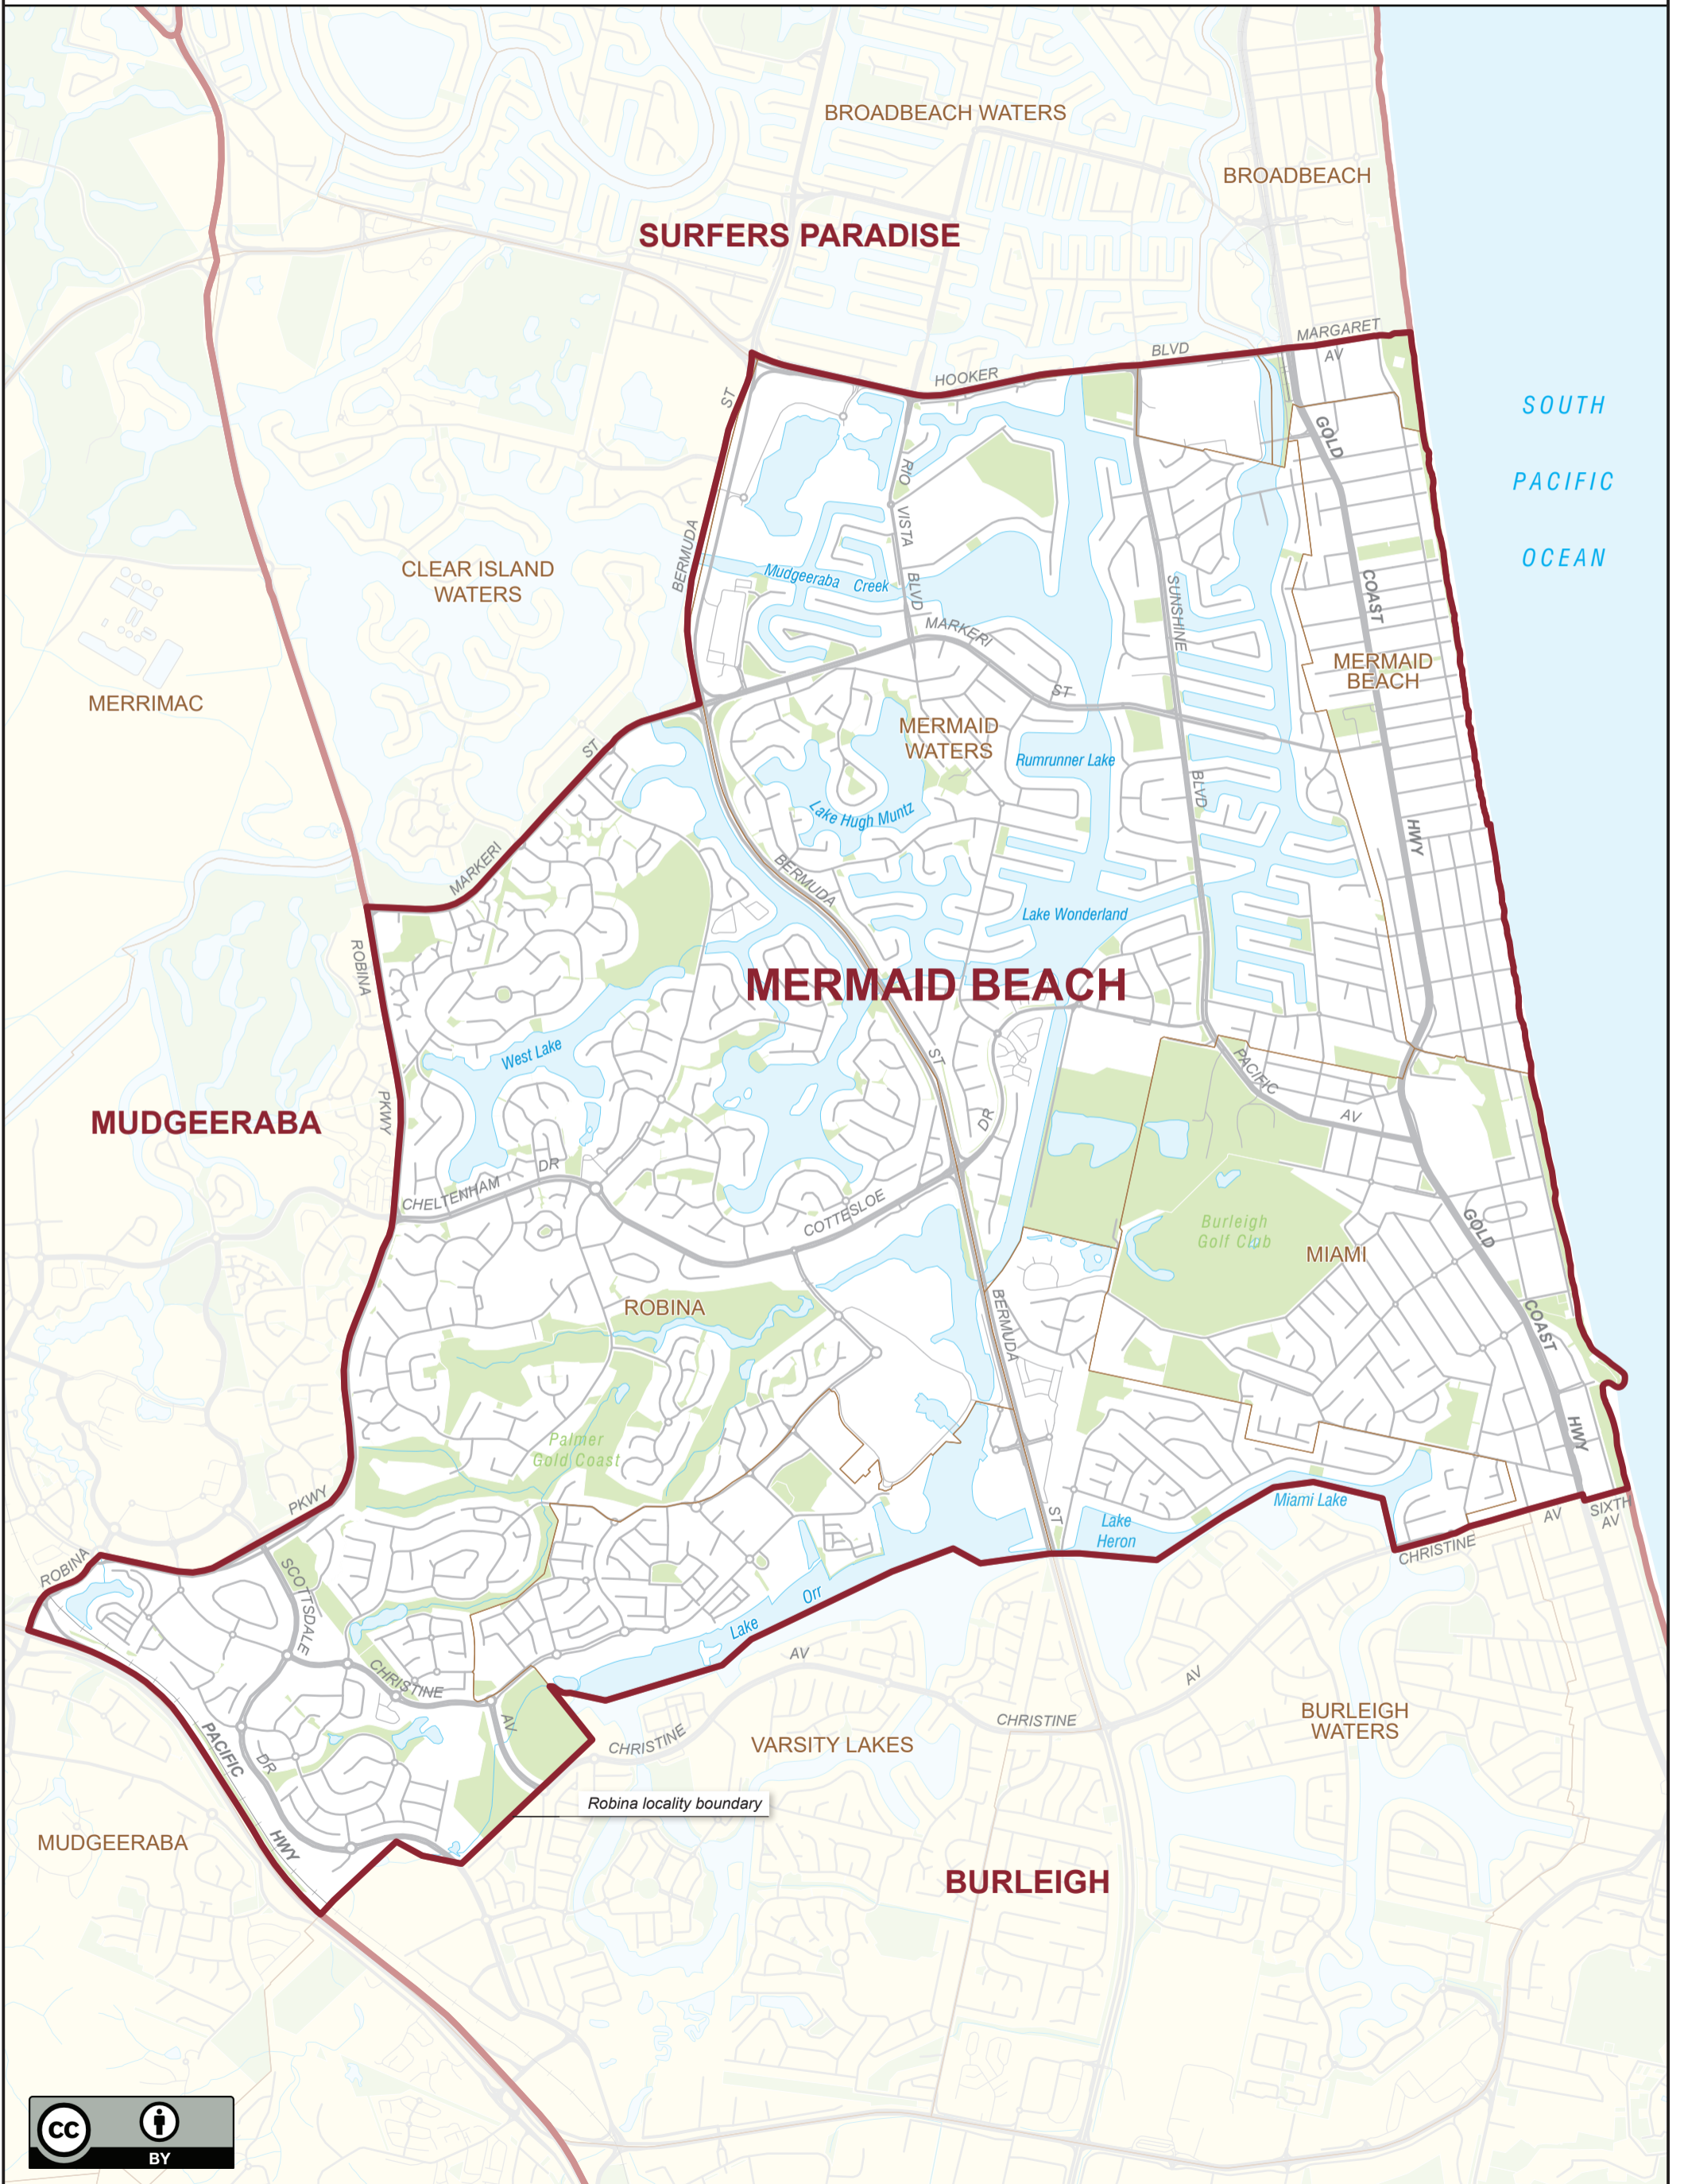 BROADBEACH WATERS
BROADBEACH
SURFERS PARADISE
MARGARET
AV
BLVD
HOOKER
ST
SOUTH
PACIFIC
OCEAN
GOLD
RIO
VISTA
BLVD
BERMUDA
CLEAR ISLAND
WATERS
Mudgeeraba Creek
COAST
SUNSHINE
MARKERI
ST
MERMAID
BEACH
MERRIMAC
MERMAID
WATERS
ST
Rumrunner Lake
BLVD
Lake Hugh Muntz
HWY
MARKERI
BERMUDA
Lake Wonderland
ROBINA
MERMAID BEACH
West Lake
ST
PACIFIC
AV
PKWY
MUDGEERABA
DR
DR
CHELTENHAM
COTTESLOE
Burleigh
Golf Club
GOLD
MIAMI
ROBINA
BERMUDA
COAST
Palmer
Gold Coast
HWY
PKWY
Miami Lake
SIXTH
AV
AV
ST
Lake
Heron
CHRISTINE
ROBINA
SCOTTSDALE
Lake Orr
AV
CHRISTINE
AV
AV
CHRISTINE
BURLEIGH
WATERS
CHRISTINE
VARSITY LAKES
PACIFIC
DR
Robina locality boundary
MUDGEERABA
HWY
BURLEIGH
CC
BY